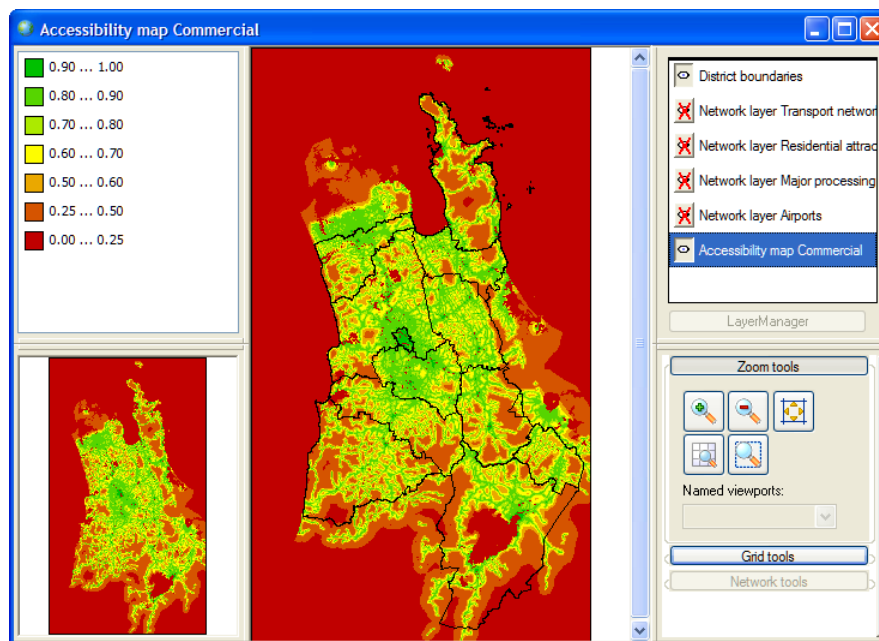 Accessibility map Commercial
0.90 ... 1.00
0.80 ... 0.90
0.70 ... 0.80
0.60 ... 0.70
0.50 ... 0.60
0.25 ... 0.50
0.00 ... 0.25
District boundaries
Network layer Transport networ
Network layer Residential attrac
Network layer Major processing
Network layer Airports
Accessibility map Commercial
LayerManager
Zoom tools
Named viewports:
Grid tools
Network tools